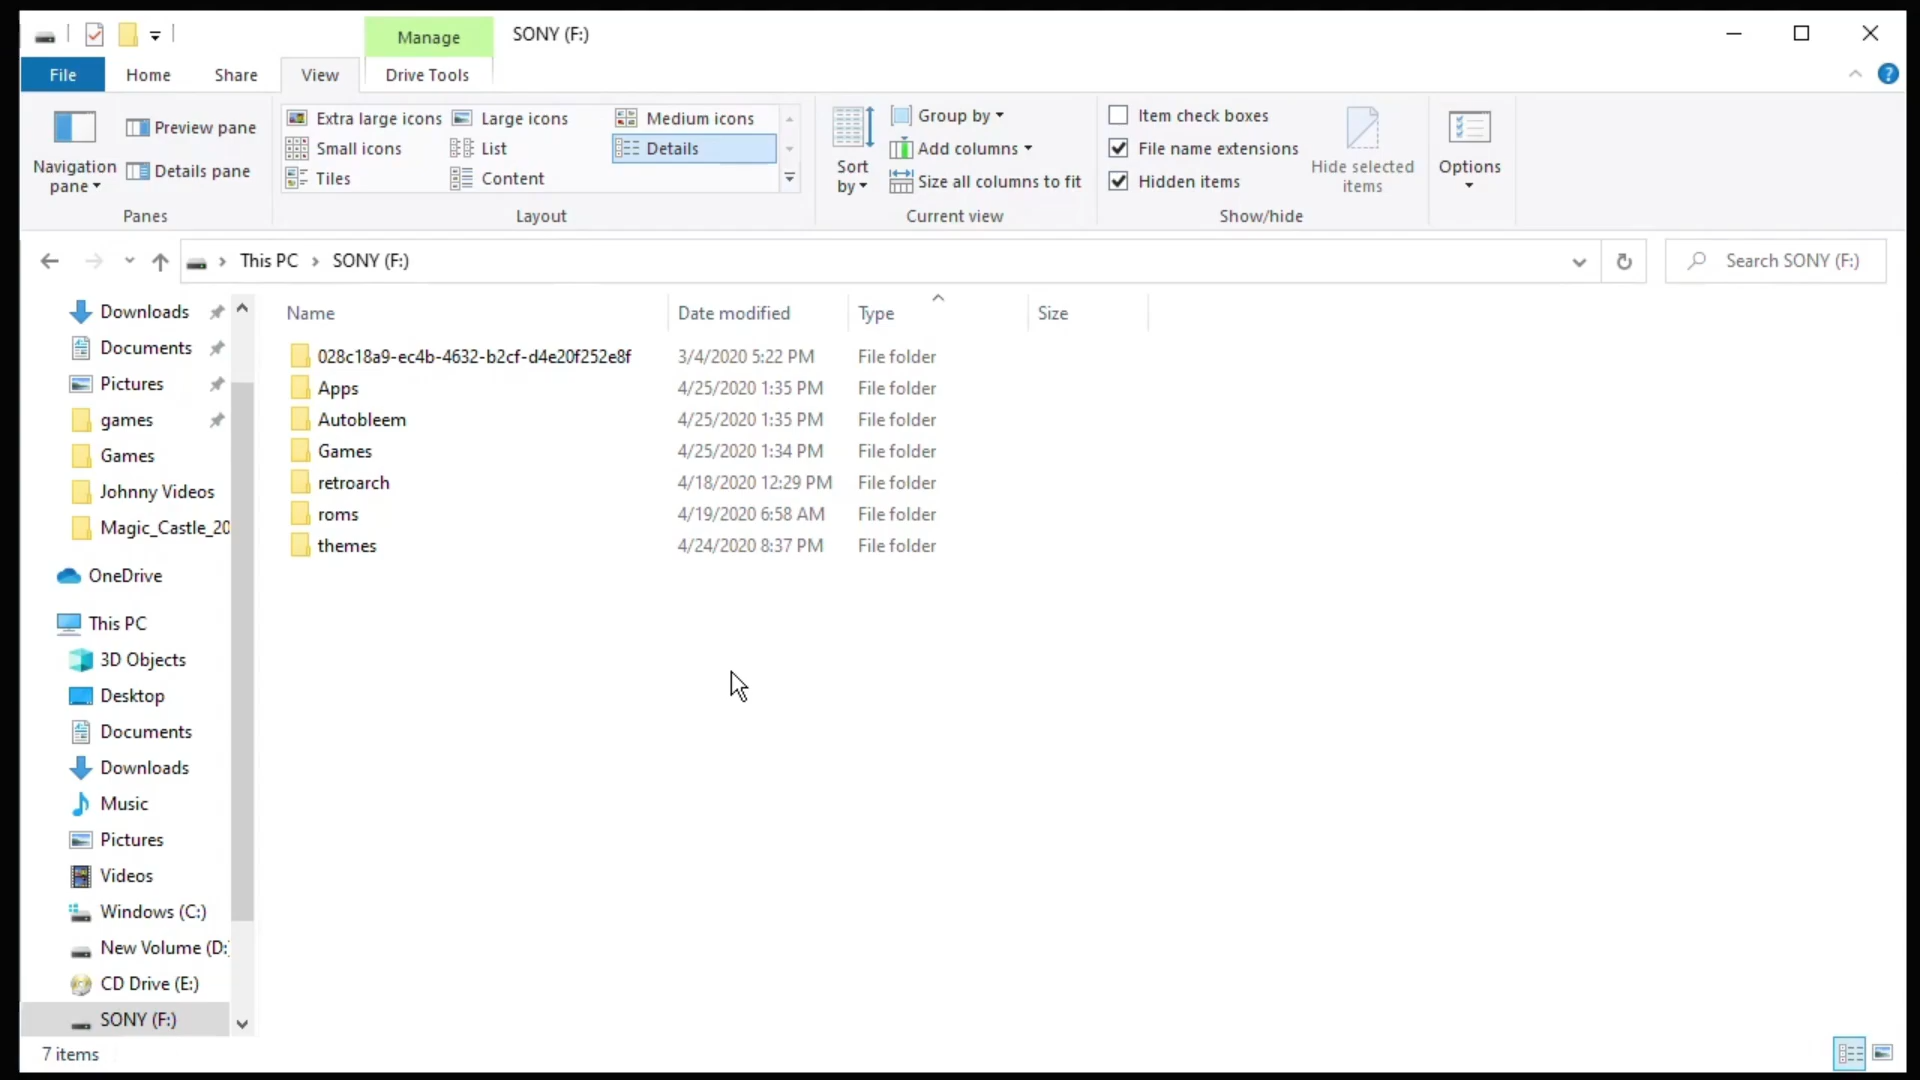 Manage
SONY (F:)
File
Home
Share
View
Drive Tools
Navigation pane
Preview pane
Details pane
Panes
Extra large icons
Large icons
Medium icons
Small icons
List
Details
Tiles
Content
Layout
Sort by
Group by
Add columns
Size all columns to fit
Current view
Item check boxes
File name extensions
Hidden items
Hide selected items
Show/hide
Options
This PC
SONY (F:)
Search SONY (F:)
Downloads
Documents
Pictures
games
Games
Johnny Videos
Magic_Castle_20
OneDrive
This PC
3D Objects
Desktop
Documents
Downloads
Music
Pictures
Videos
Windows (C:)
New Volume (D:
CD Drive (E:)
SONY (F:)
Name Date modified Type Size
028c18a9-ec4b-4632-b2cf-d4e20f252e8f 3/4/2020 5:22 PM File folder
Apps 4/25/2020 1:35 PM File folder
Autobleem 4/25/2020 1:35 PM File folder
Games 4/25/2020 1:34 PM File folder
retroarch 4/18/2020 12:29 PM File folder
roms 4/19/2020 6:58 AM File folder
themes 4/24/2020 8:37 PM File folder
7 items